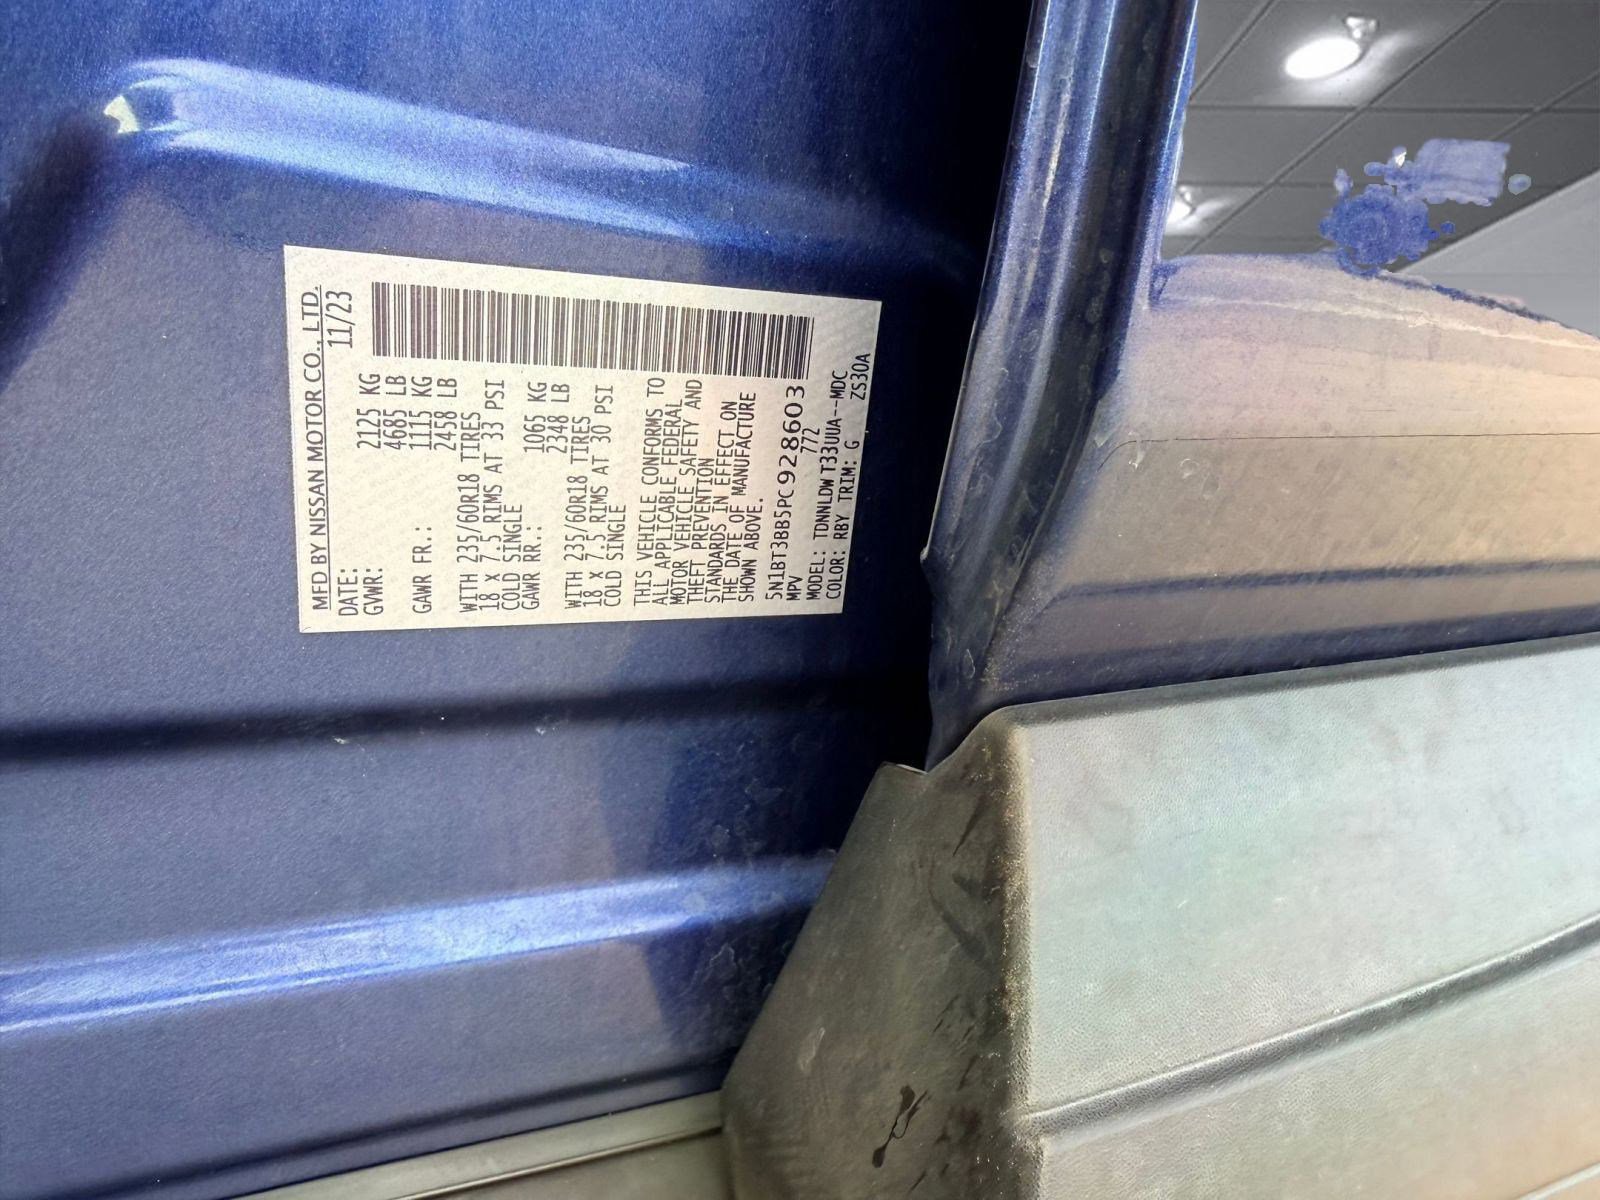 MFD BY NISSAN MOTOR CO., LTD.
DATE: 11/23
GVWR: 2125 KG
4685 LB
GAWR FR.: 1115 KG
2458 LB
WITH 235/60R18 TIRES
18 X 7.5 RIMS AT 33 PSI
COLD SINGLE
GAWR RR.: 1065 KG
2348 LB
WITH 235/60R18 TIRES
18 X 7.5 RIMS AT 30 PSI
COLD SINGLE
THIS VEHICLE CONFORMS TO
ALL APPLICABLE FEDERAL
MOTOR VEHICLE SAFETY AND
THEFT PREVENTION
STANDARDS IN EFFECT ON
THE DATE OF MANUFACTURE
SHOWN ABOVE.
5N1BT3BB5PC928603
MPV 772
MODEL: TDNNLDW T33UUA--MDC
COLOR: RBY TRIM: G ZS30A